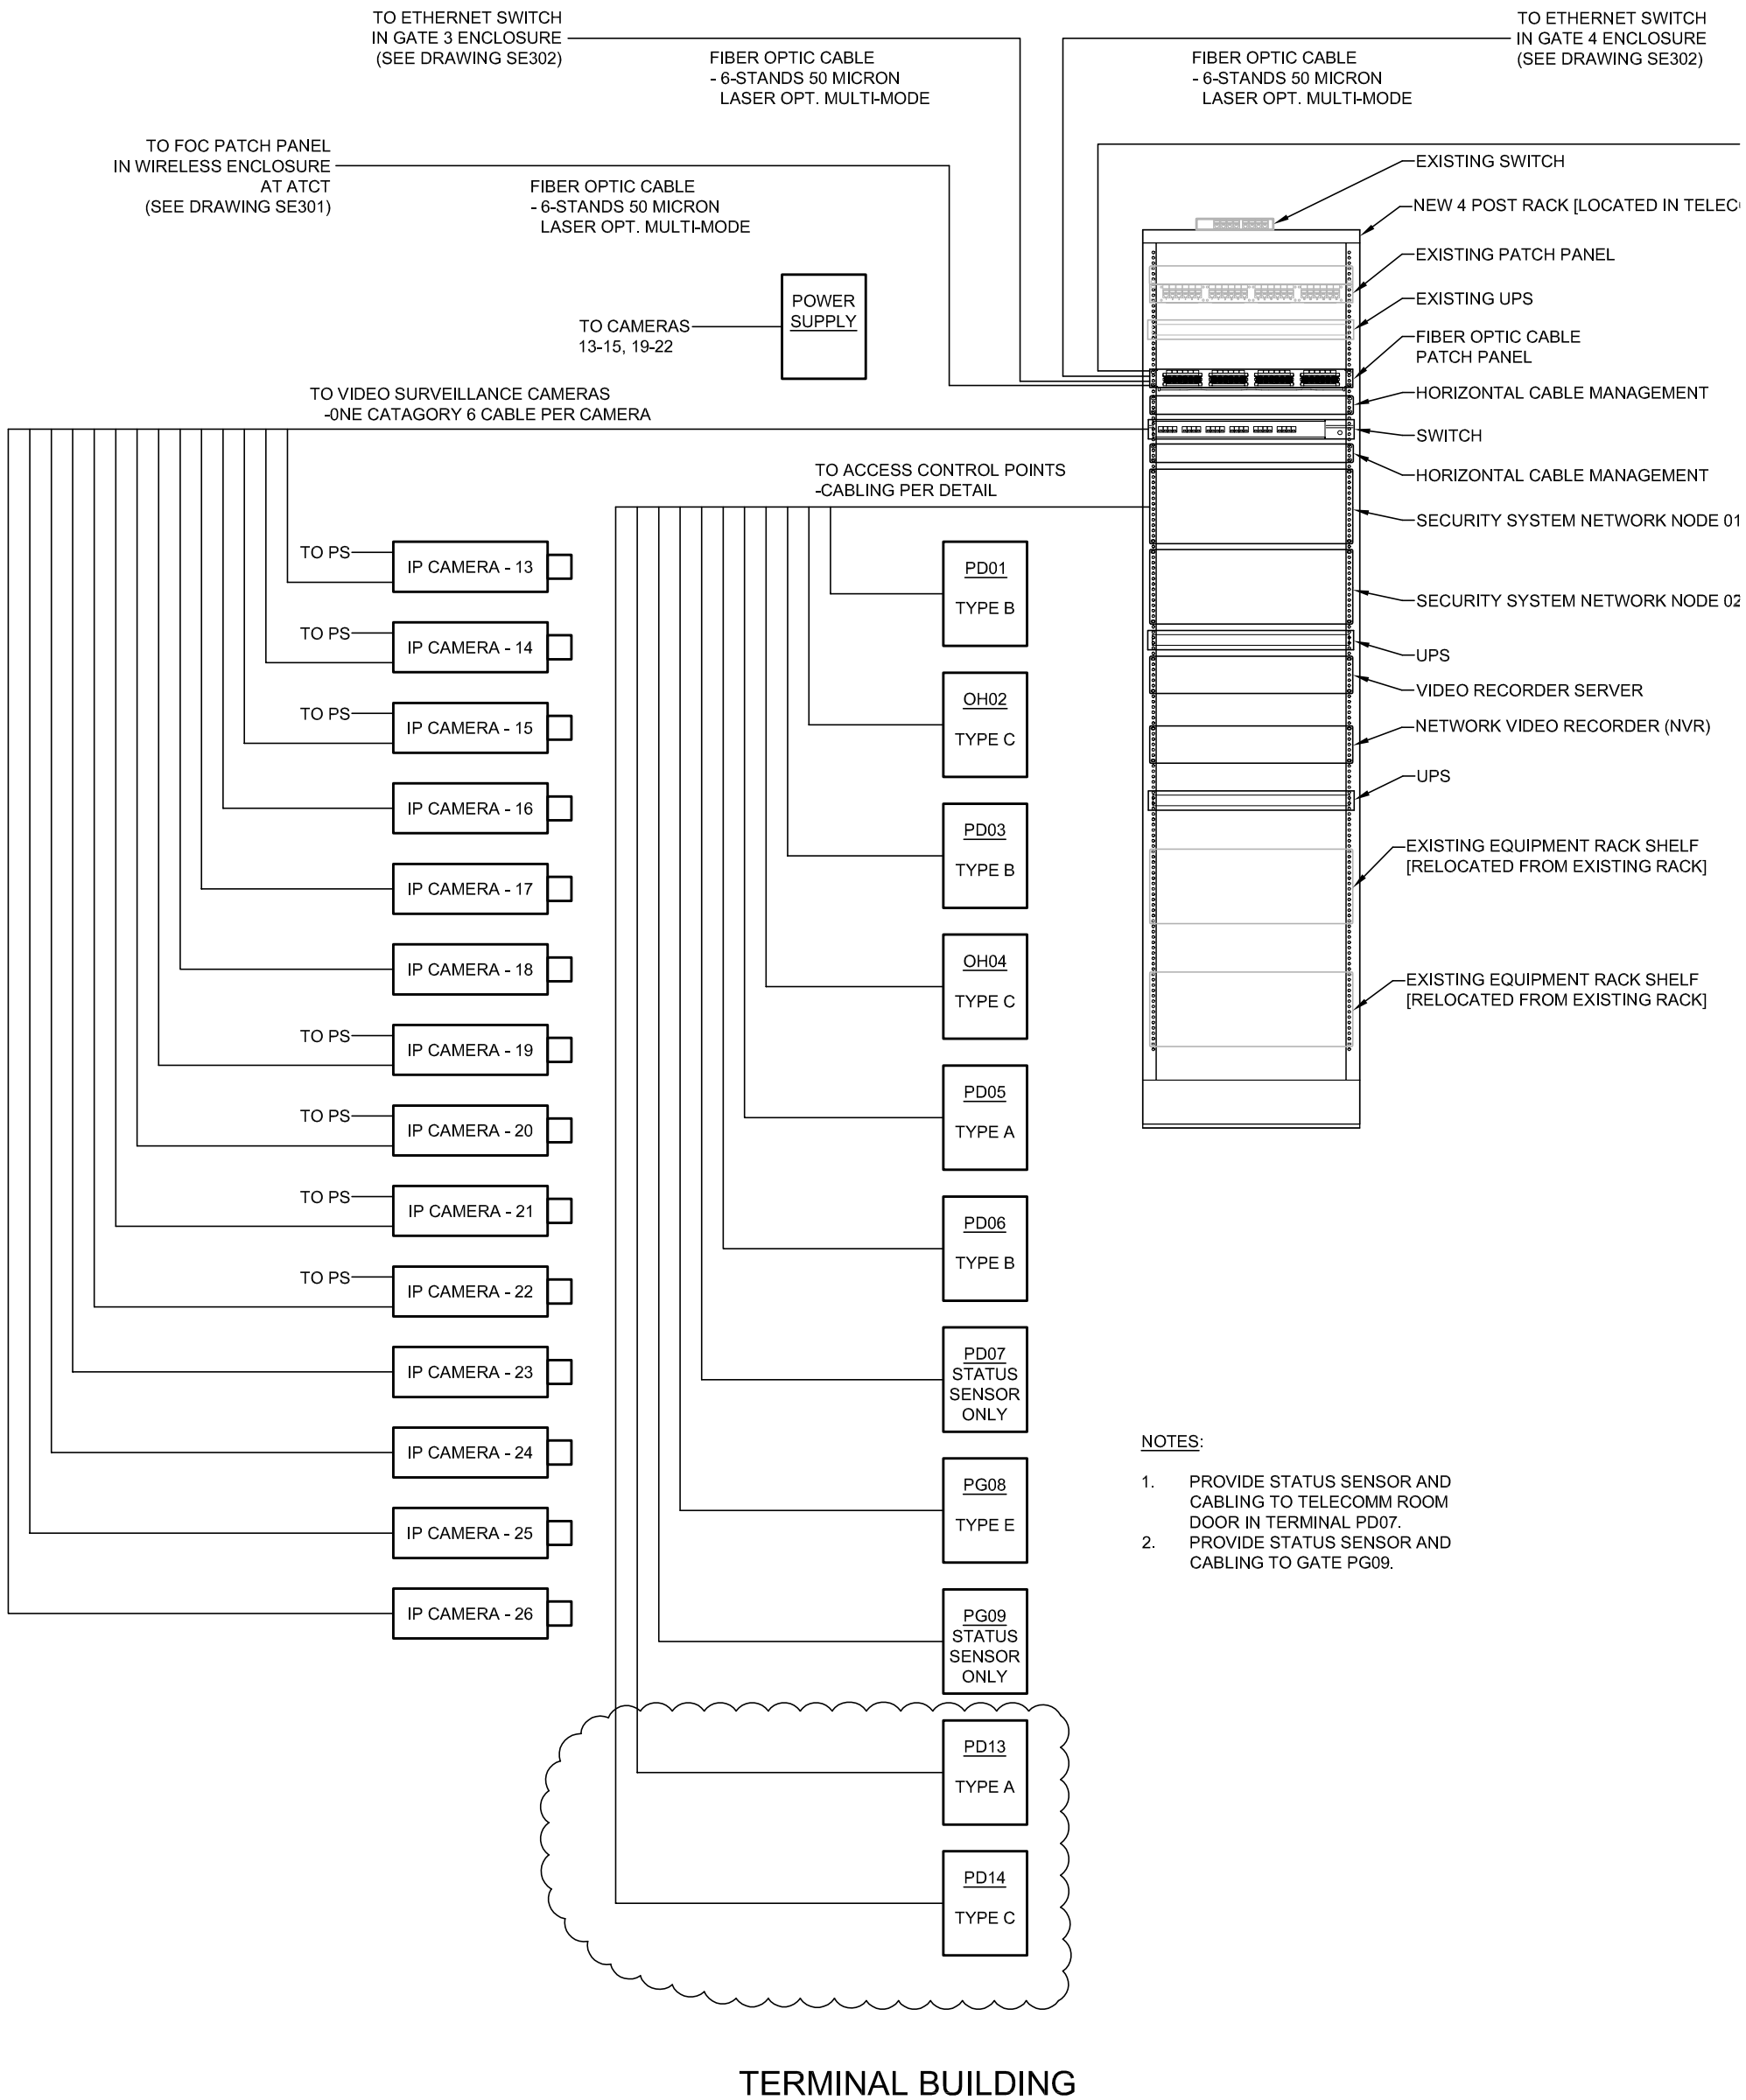 TO ETHERNET SWITCH
IN GATE 3 ENCLOSURE
(SEE DRAWING SE302)
FIBER OPTIC CABLE
- 6-STANDS 50 MICRON
LASER OPT. MULTI-MODE
TO ETHERNET SWITCH
IN GATE 4 ENCLOSURE
(SEE DRAWING SE302)
FIBER OPTIC CABLE
- 6-STANDS 50 MICRON
LASER OPT. MULTI-MODE
TO FOC PATCH PANEL
IN WIRELESS ENCLOSURE
AT ATCT
(SEE DRAWING SE301)
FIBER OPTIC CABLE
- 6-STANDS 50 MICRON
LASER OPT. MULTI-MODE
EXISTING SWITCH
NEW 4 POST RACK [LOCATED IN
EXISTING PATCH PANEL
EXISTING UPS
FIBER OPTIC CABLE
PATCH PANEL
HORIZONTAL CABLE MANAGEMENT
SWITCH
HORIZONTAL CABLE MANAGEMENT
SECURITY SYSTEM NETWORK NODE 01
SECURITY SYSTEM NETWORK NODE 02
UPS
VIDEO RECORDER SERVER
NETWORK VIDEO RECORDER (NVR)
UPS
EXISTING EQUIPMENT RACK SHELF
[RELOCATED FROM EXISTING RACK]
EXISTING EQUIPMENT RACK SHELF
[RELOCATED FROM EXISTING RACK]
POWER
SUPPLY
TO CAMERAS
13-15, 19-22
TO VIDEO SURVEILLANCE CAMERAS
-0NE CATAGORY 6 CABLE PER CAMERA
TO ACCESS CONTROL POINTS
-CABLING PER DETAIL
TO PS
IP CAMERA - 13
TO PS
IP CAMERA - 14
TO PS
IP CAMERA - 15
IP CAMERA - 16
IP CAMERA - 17
IP CAMERA - 18
TO PS
IP CAMERA - 19
TO PS
IP CAMERA - 20
TO PS
IP CAMERA - 21
TO PS
IP CAMERA - 22
IP CAMERA - 23
IP CAMERA - 24
IP CAMERA - 25
IP CAMERA - 26
PD01
TYPE B
OH02
TYPE C
PD03
TYPE B
OH04
TYPE C
PD05
TYPE A
PD06
TYPE B
PD07
STATUS
SENSOR
ONLY
PG08
TYPE E
PG09
STATUS
SENSOR
ONLY
PD13
TYPE A
PD14
TYPE C
NOTES:
1. PROVIDE STATUS SENSOR AND
CABLING TO TELECOMM ROOM
DOOR IN TERMINAL PD07.
2. PROVIDE STATUS SENSOR AND
CABLING TO GATE PG09.
TERMINAL BUILDING